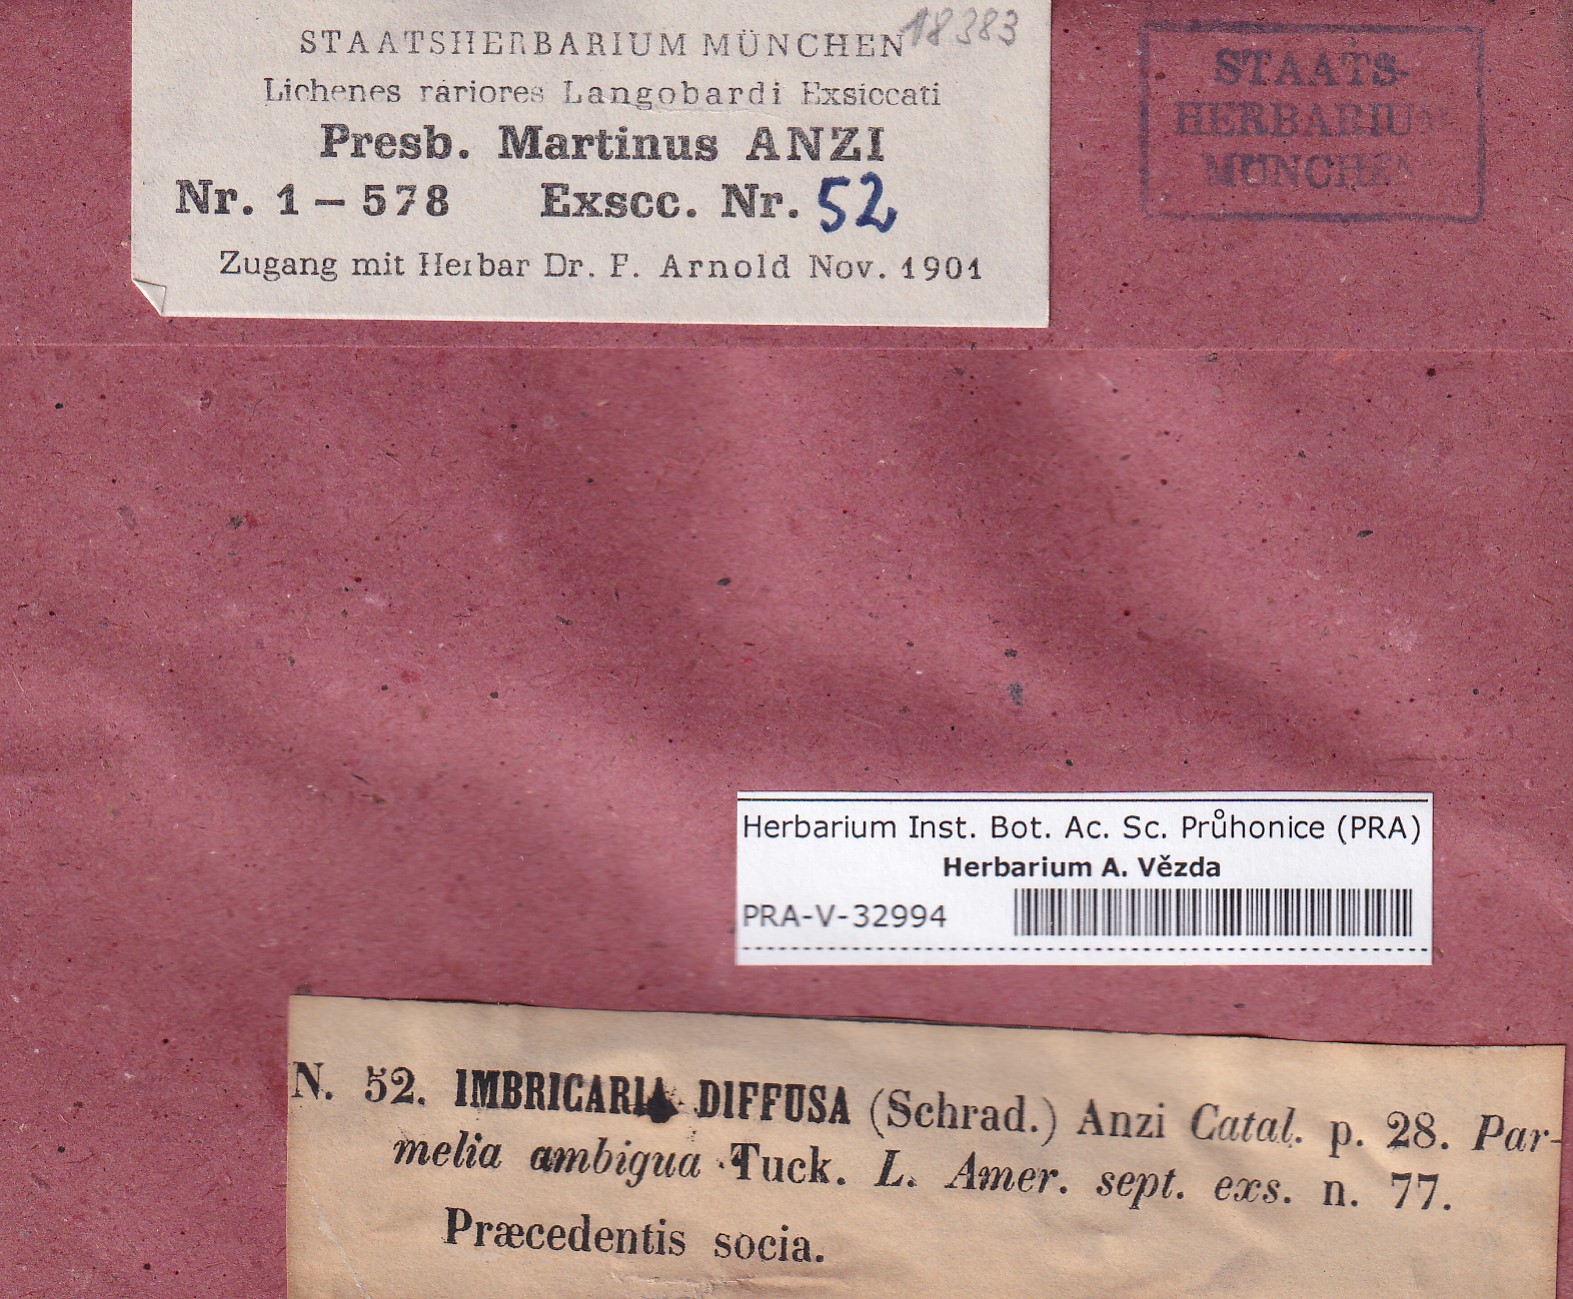 18383
STAATSHERBARIUM MÜNCHEN
Lichenes rariores Langobardi Exsiccati
Presb. Martinus ANZI
Nr. 1 – 578 Exscc. Nr. 52
Zugang mit Herbar Dr. F. Arnold Nov. 1901
STAATS-
HERBARIUM
MÜNCHEN
Herbarium Inst. Bot. Ac. Sc. Průhonice (PRA)
Herbarium A. Vězda
PRA-V-32994
N. 52. IMBRICARIA DIFFUSA (Schrad.) Anzi Catal. p. 28. Par-
melia ambigua Tuck. L. Amer. sept. exs. n. 77.
Præcedentis socia.